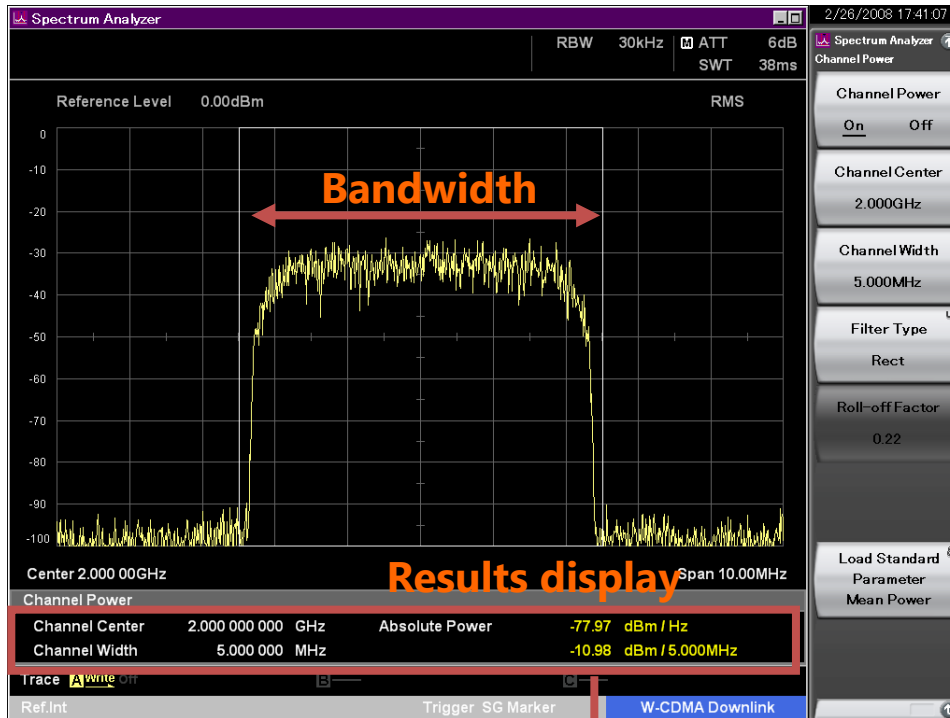 Spectrum Analyzer
2/26/2008 17:41:07
RBW 30kHz M ATT 6dB
SWT 38ms
Spectrum Analyzer
Channel Power
Reference Level 0.00dBm RMS
Channel Power
On Off
Channel Center
2.000GHz
Channel Width
5.000MHz
Filter Type
Rect
Roll-off Factor
0.22
Load Standard
Parameter
Mean Power
0
-10
-20
-30
-40
-50
-60
-70
-80
-90
-100
Bandwidth
Center 2.000 00GHz Span 10.00MHz
Results display
Channel Power
Channel Center 2.000 000 000 GHz Absolute Power -77.97 dBm / Hz
Channel Width 5.000 000 MHz -10.98 dBm / 5.000MHz
Trace A Write Off B C
Ref.Int Trigger SG Marker W-CDMA Downlink